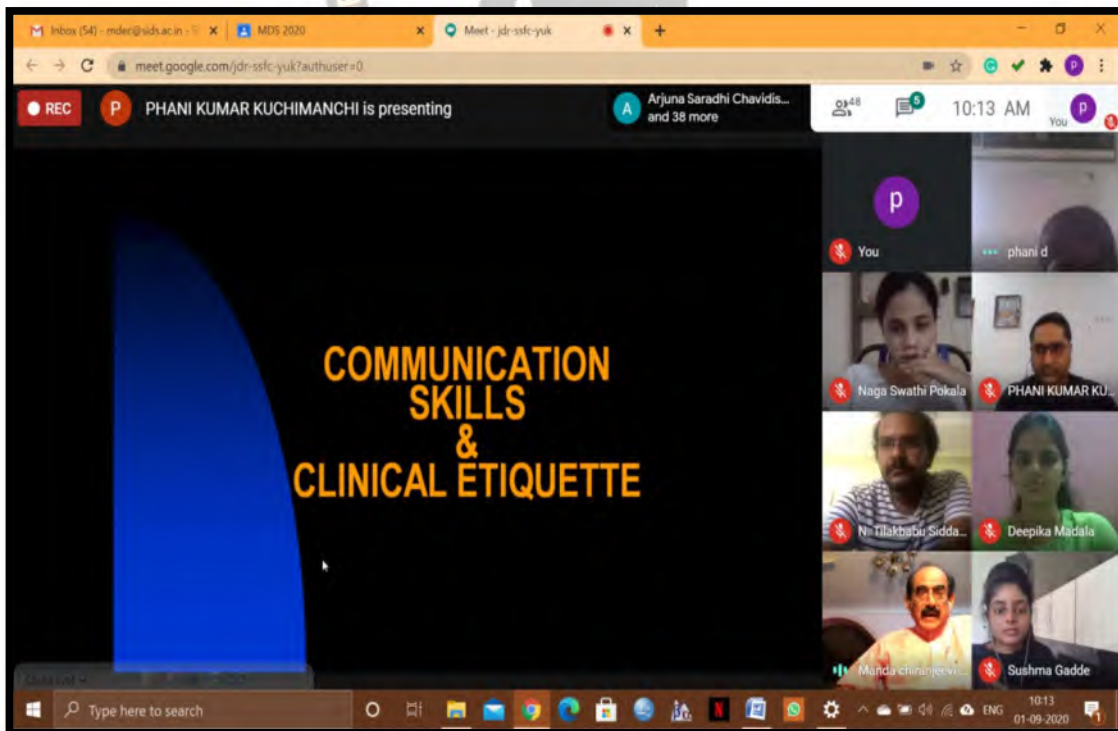 Inbox (54) - mdec@sids.ac.in -
MDS 2020
Meet - jdr-ssfc-yuk
meet.google.com/jdr-ssfc-yuk?authuser=0
REC
P
PHANI KUMAR KUCHIMANCHI is presenting
A
Arjuna Saradhi Chavidis...
and 38 more
48
5
10:13 AM
You
p
COMMUNICATION
SKILLS
&
CLINICAL ETIQUETTE
p
You
phani d
Naga Swathi Pokala
PHANI KUMAR KU...
N. Tilakbabu Sidda...
Deepika Madala
Manda chiranjeevi...
Sushma Gadde
Type here to search
ENG
10:13
01-09-2020